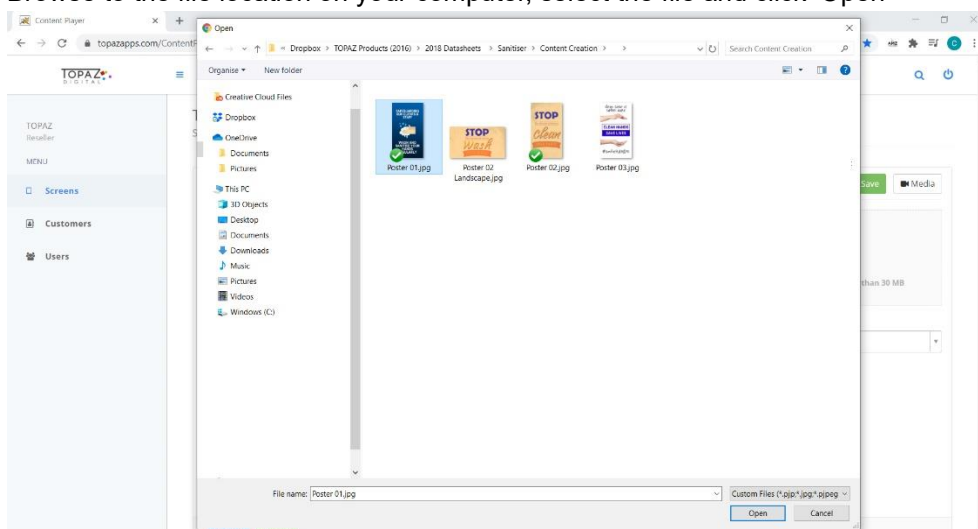 Browse to the file location on your computer, select the file and click 'Open'
Content Player
Open
topazapps.com/Content
Dropbox > TOPAZ Products (2016) > 2018 Datasheets > Sanitiser > Content Creation >
Search Content Creation
TOPAZ
DIGITAL
Organise
New folder
TOPAZ
Reseller
MENU
Screens
Customers
Users
Creative Cloud Files
Dropbox
OneDrive
Documents
Pictures
This PC
3D Objects
Desktop
Documents
Downloads
Music
Pictures
Videos
Windows (C:)
STOP
Wash
STOP
Clean
CLEAN HANDS
SAVE LIVES
Poster 01.jpg
Poster 02
Landscape.jpg
Poster 02.jpg
Poster 03.jpg
Save
Media
than 30 MB
File name:
Poster 01.jpg
Custom Files (*.pjp;*.jpg;*.pjpeg
Open
Cancel